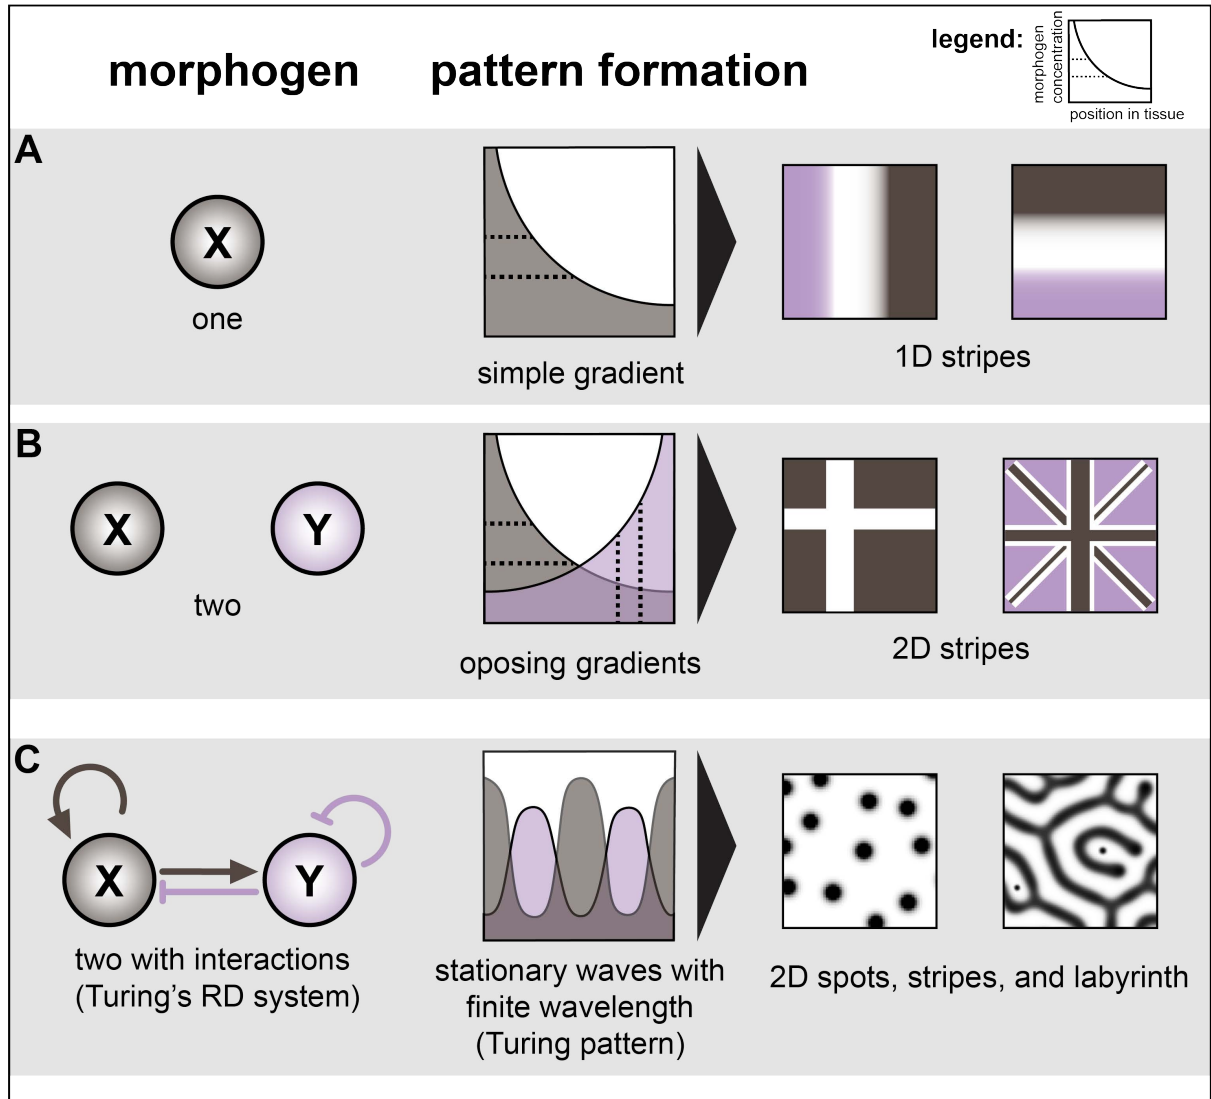 morphogen pattern formation
legend:
morphogen
concentration
position in tissue
A
X
one
simple gradient
1D stripes
B
X Y
two
oposing gradients
2D stripes
C
X Y
two with interactions
(Turing’s RD system)
stationary waves with
finite wavelength
(Turing pattern)
2D spots, stripes, and labyrinth